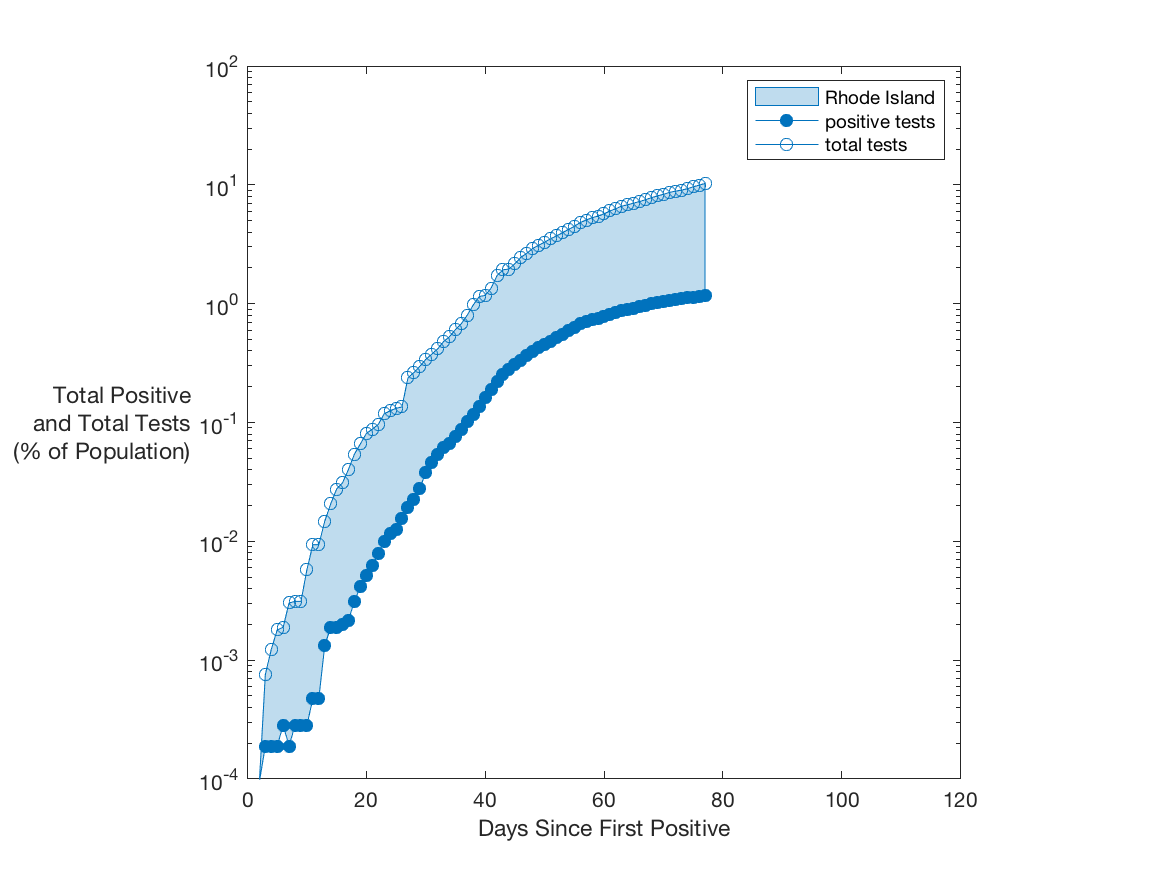 10^2
10^1
10^0
10^-1
10^-2
10^-3
10^-4
Total Positive
and Total Tests
(% of Population)
Rhode Island
positive tests
total tests
0 20 40 60 80 100 120
Days Since First Positive